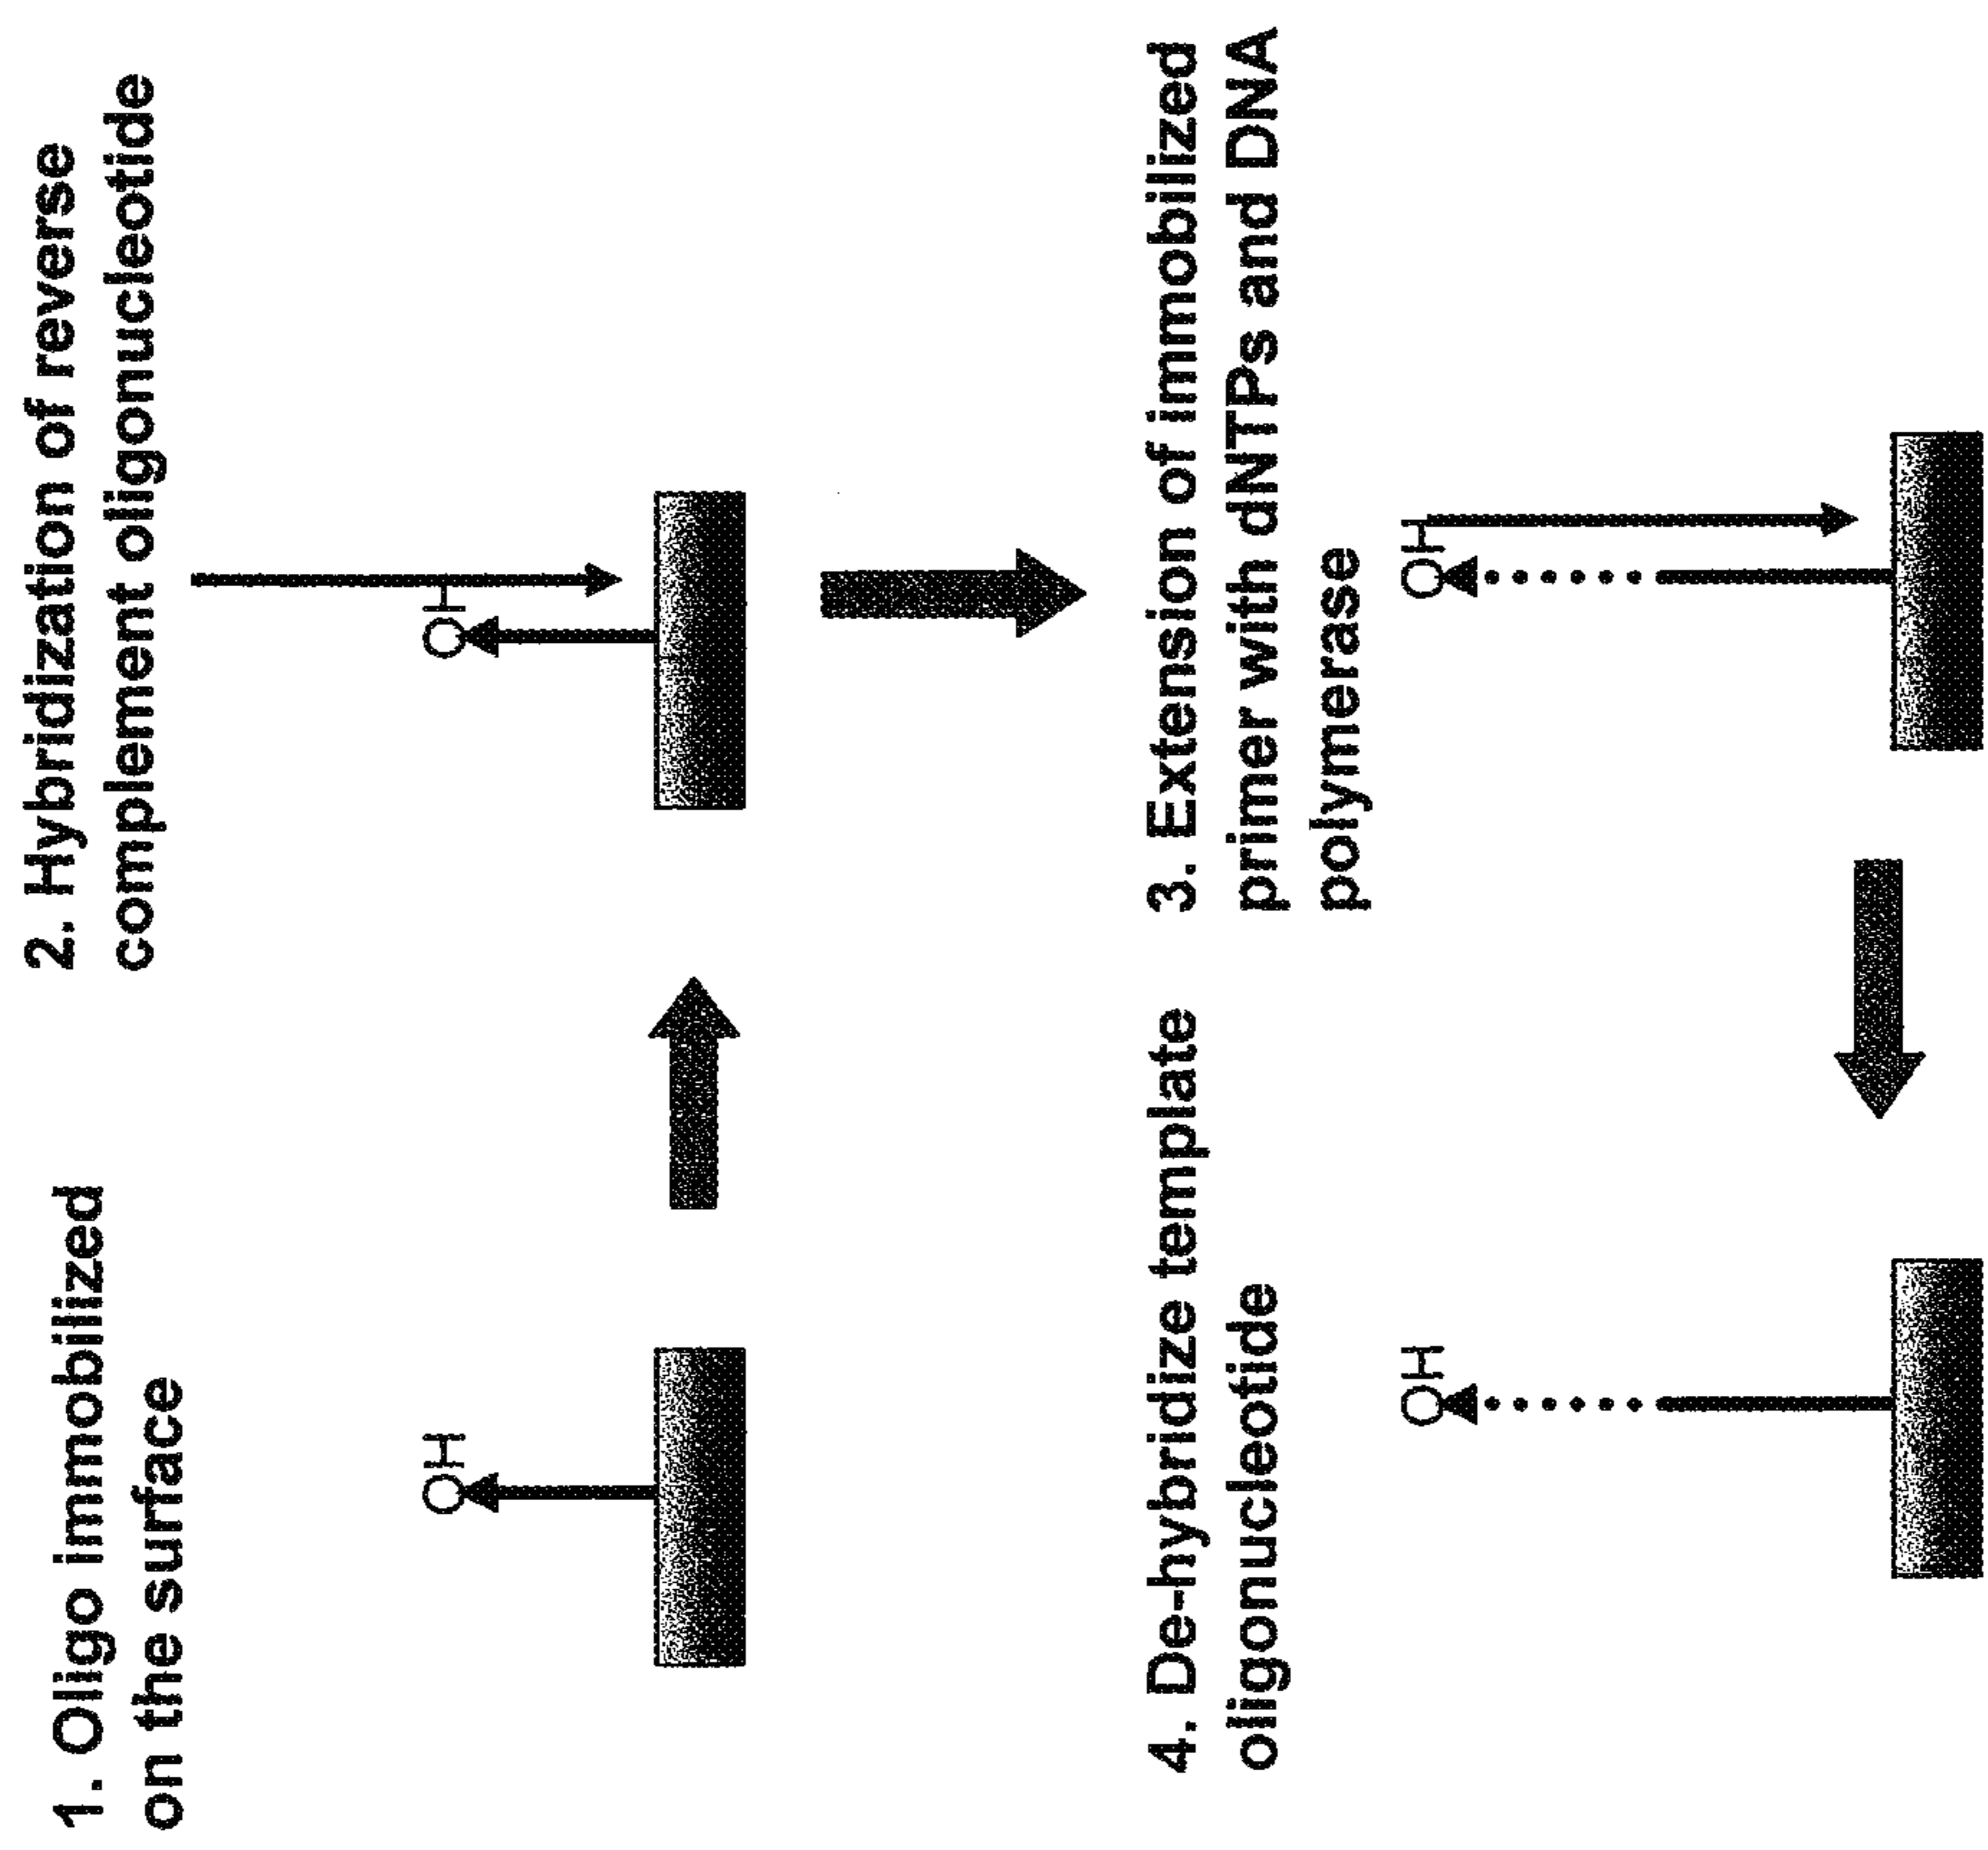 1. Oligo immobilized
on the surface
OH
2. Hybridization of reverse
complement oligonucleotide
OH
3. Extension of immobilized
primer with dNTPs and DNA
polymerase
OH
4. De-hybridize template
oligonucleotide
OH